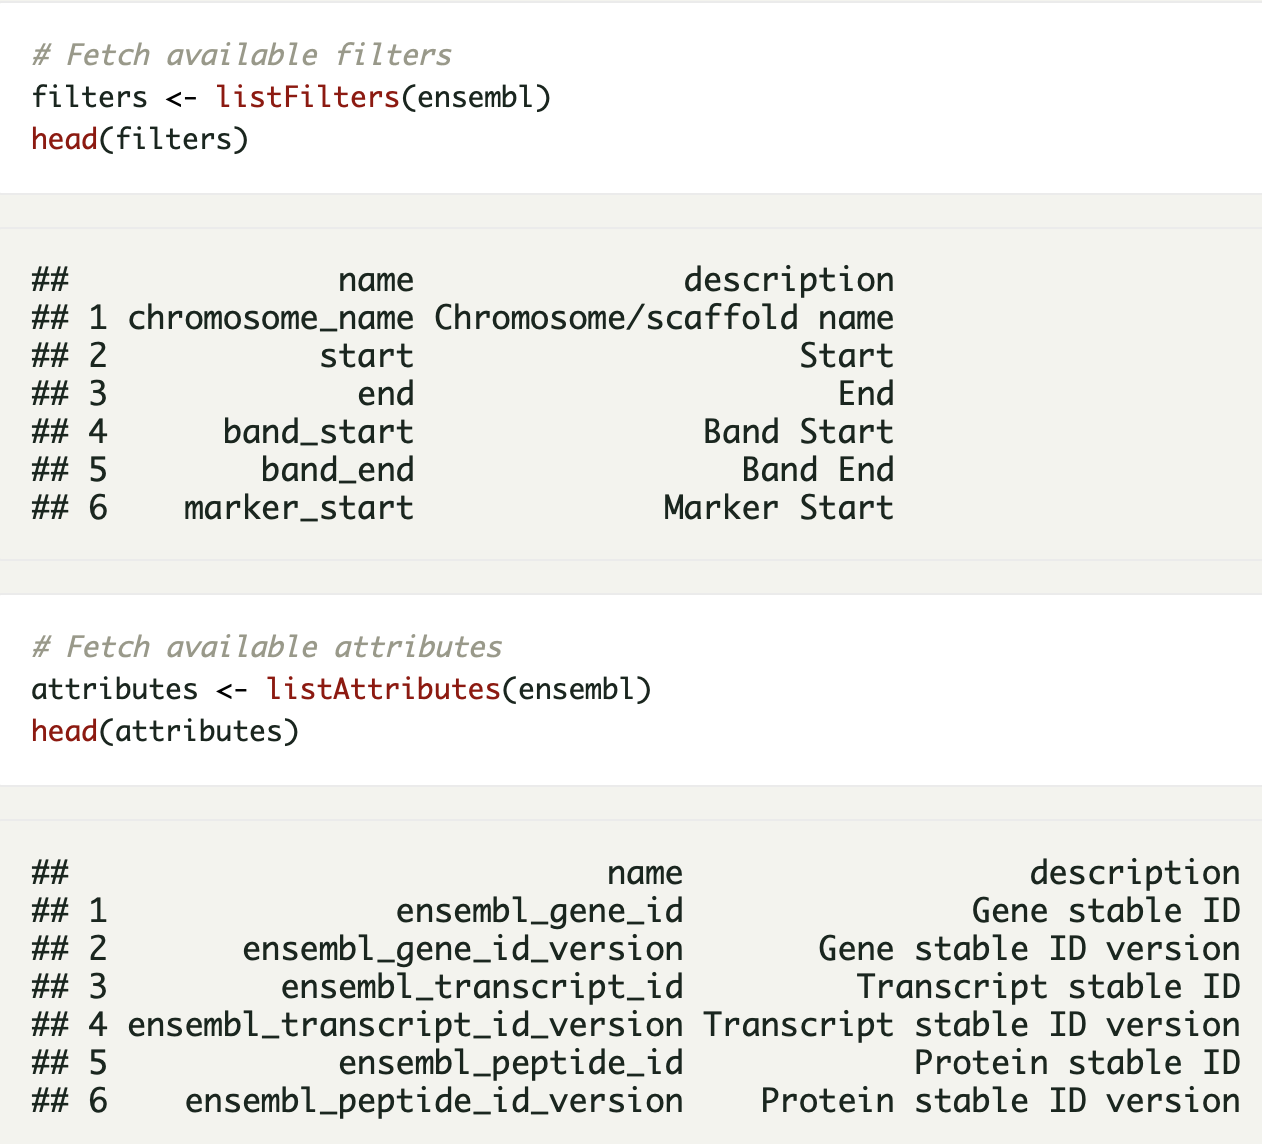 # Fetch available filters
filters <- listFilters(ensembl)
head(filters)
##              name              description
## 1 chromosome_name Chromosome/scaffold name
## 2           start                    Start
## 3             end                      End
## 4      band_start               Band Start
## 5        band_end                 Band End
## 6    marker_start             Marker Start
# Fetch available attributes
attributes <- listAttributes(ensembl)
head(attributes)
##                            name                  description
## 1               ensembl_gene_id               Gene stable ID
## 2       ensembl_gene_id_version       Gene stable ID version
## 3         ensembl_transcript_id         Transcript stable ID
## 4 ensembl_transcript_id_version Transcript stable ID version
## 5            ensembl_peptide_id            Protein stable ID
## 6    ensembl_peptide_id_version    Protein stable ID version